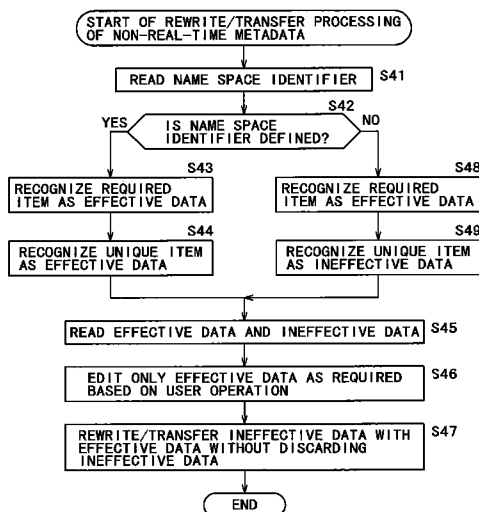 START OF REWRITE/TRANSFER PROCESSING
OF NON-REAL-TIME METADATA
READ NAME SPACE IDENTIFIER
S41
S42
YES
IS NAME SPACE
IDENTIFIER DEFINED?
NO
S43
RECOGNIZE REQUIRED
ITEM AS EFFECTIVE DATA
S48
RECOGNIZE REQUIRED
ITEM AS EFFECTIVE DATA
S44
RECOGNIZE UNIQUE ITEM
AS EFFECTIVE DATA
S49
RECOGNIZE UNIQUE ITEM
AS INEFFECTIVE DATA
READ EFFECTIVE DATA AND INEFFECTIVE DATA
S45
EDIT ONLY EFFECTIVE DATA AS REQUIRED
BASED ON USER OPERATION
S46
REWRITE/TRANSFER INEFFECTIVE DATA WITH
EFFECTIVE DATA WITHOUT DISCARDING
INEFFECTIVE DATA
S47
END